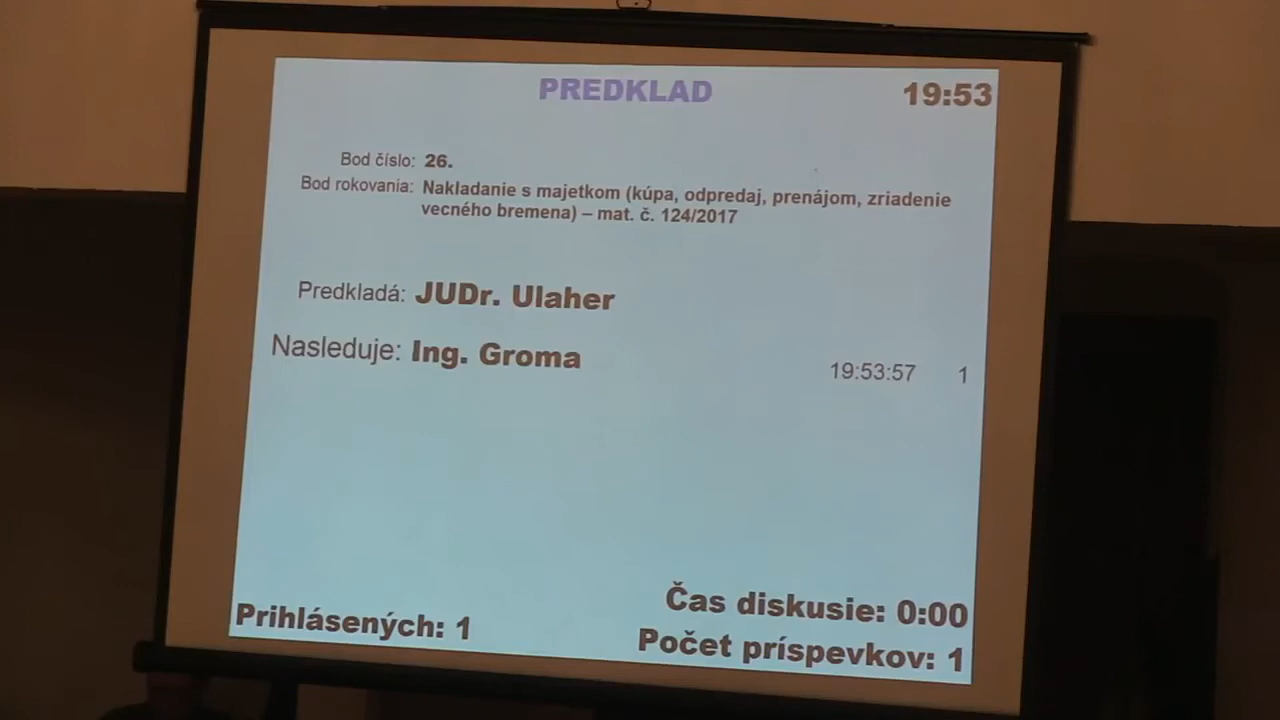 PREDKLAD 19:53
Bod číslo: 26.
Bod rokovania: Nakladanie s majetkom (kúpa, odpredaj, prenájom, zriadenie
vecného bremena) – mat. č. 124/2017
Predkladá: JUDr. Ulaher
Nasleduje: Ing. Groma 19:53:57 1
Čas diskusie: 0:00
Prihlásených: 1
Počet príspevkov: 1